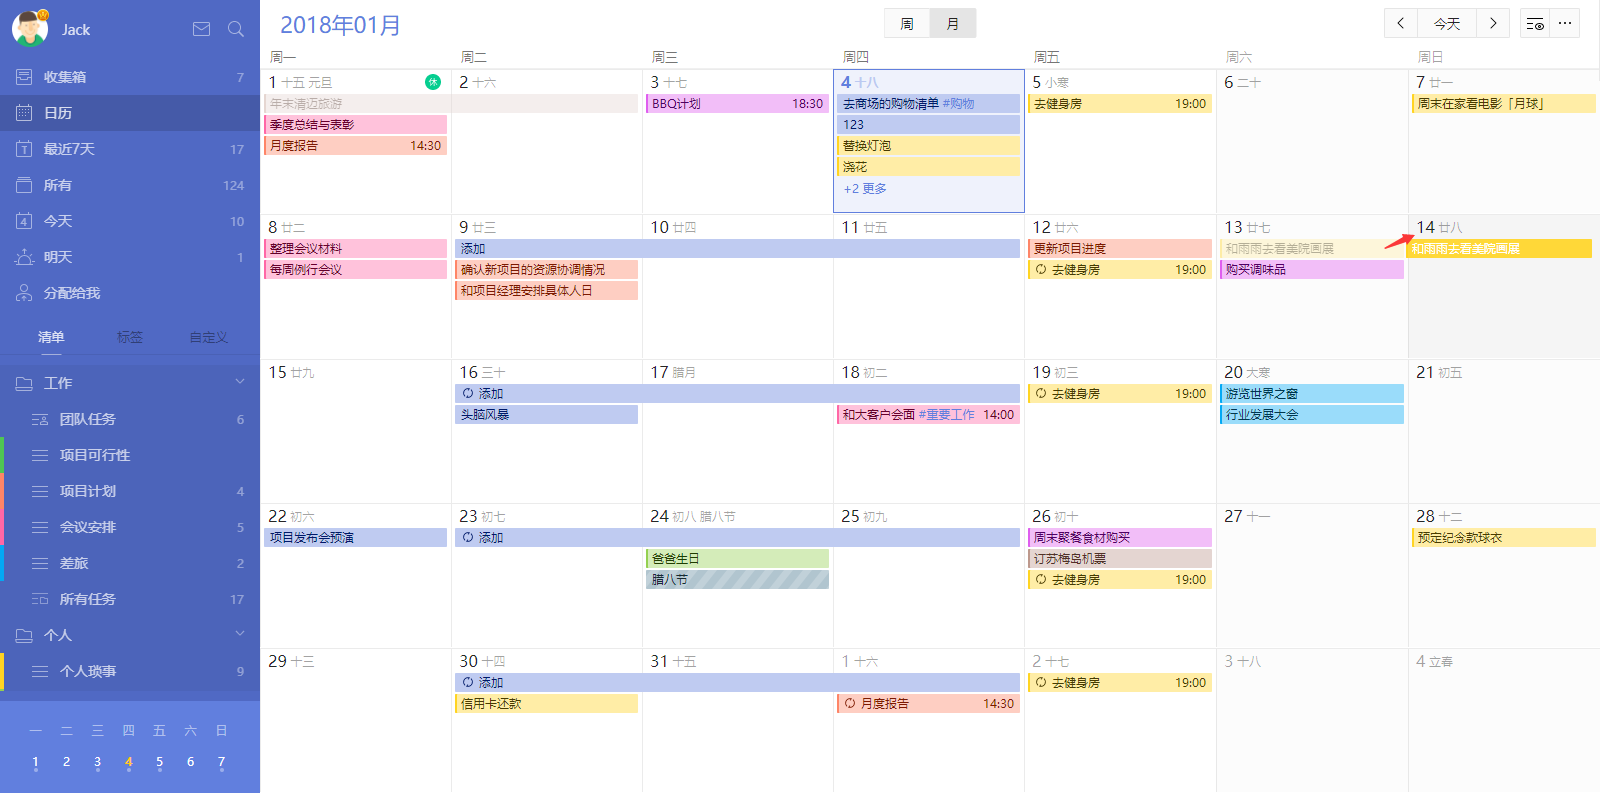 Jack
收集箱 7
日历
最近7天 17
所有 124
4 今天 10
明天 1
分配给我
清单 标签 自定义
工作
团队任务 6
项目可行性
项目计划 4
会议安排 5
差旅 2
所有任务 17
个人
个人琐事 9
一 二 三 四 五 六 日
1 2 3 4 5 6 7
2018年01月
周 月
今天
周一 周二 周三 周四 周五 周六 周日
1 十五 元旦 休
年末清迈旅游
季度总结与表彰
月度报告 14:30
2 十六
3 十七
BBQ计划 18:30
4 十八
去商场的购物清单 #购物
123
替换灯泡
浇花
+2 更多
5 小寒
去健身房 19:00
6 二十
7 廿一
周末在家看电影「月球」
8 廿二
整理会议材料
每周例行会议
9 廿三
添加
确认新项目的资源协调情况
和项目经理安排具体人日
10 廿四
11 廿五
12 廿六
更新项目进度
去健身房 19:00
13 廿七
和雨雨去看美院画展
购买调味品
14 廿八
和雨雨去看美院画展
15 廿九
16 三十
添加
头脑风暴
17 腊月
18 初二
和大客户会面 #重要工作 14:00
19 初三
去健身房 19:00
20 大寒
游览世界之窗
行业发展大会
21 初五
22 初六
项目发布会预演
23 初七
添加
24 初八 腊八节
爸爸生日
腊八节
25 初九
26 初十
周末聚餐食材购买
订苏梅岛机票
去健身房 19:00
27 十一
28 十二
预定纪念款球衣
29 十三
30 十四
添加
信用卡还款
31 十五
1 十六
月度报告 14:30
2 十七
去健身房 19:00
3 十八
4 立春